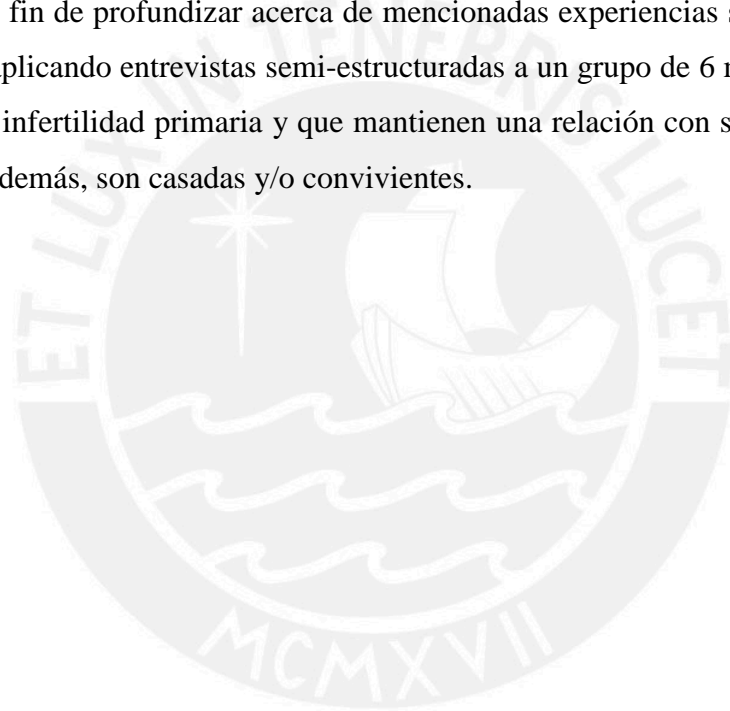 fin de profundizar acerca de mencionadas experiencias s
aplicando entrevistas semi-estructuradas a un grupo de 6
infertilidad primaria y que mantienen una relación con s
demás, son casadas y/o convivientes.
ET LUX IN TENEBRIS LUCET
MCMXVII